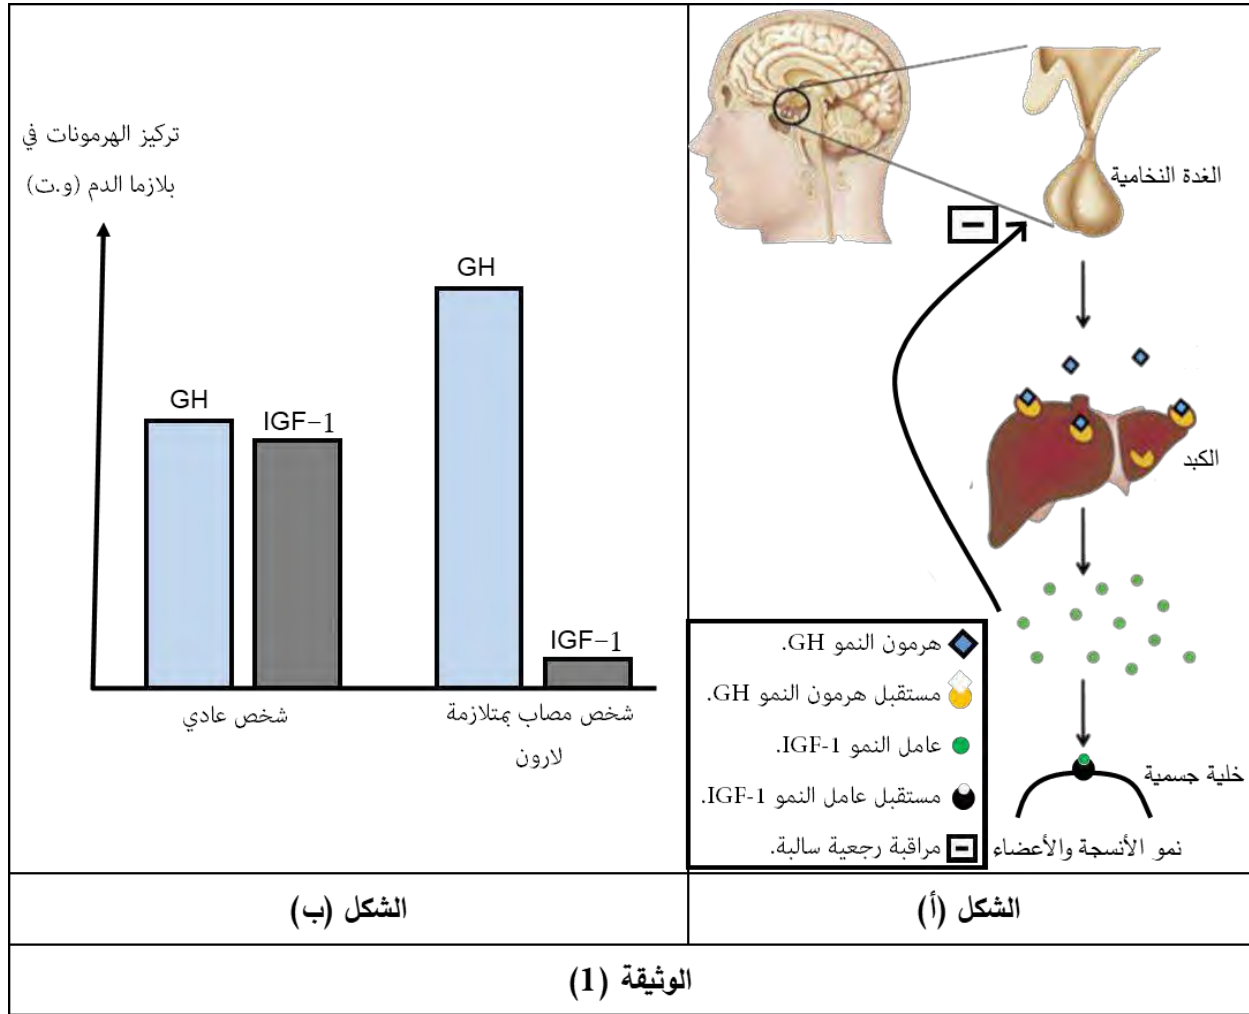 الغدة النخامية
الكبد
خلية جسمية
نمو الأنسجة والأعضاء
هرمون النمو GH.
مستقبل هرمون النمو GH.
عامل النمو IGF-1.
مستقبل عامل النمو IGF-1.
مراقبة رجعية سالبة.
−
−
تركيز الهرمونات في
بلازما الدم (و.ت)
GH
IGF−1
GH
IGF−1
شخص عادي
شخص مصاب بمتلازمة
لارون
الشكل (أ)
الشكل (ب)
الوثيقة (1)